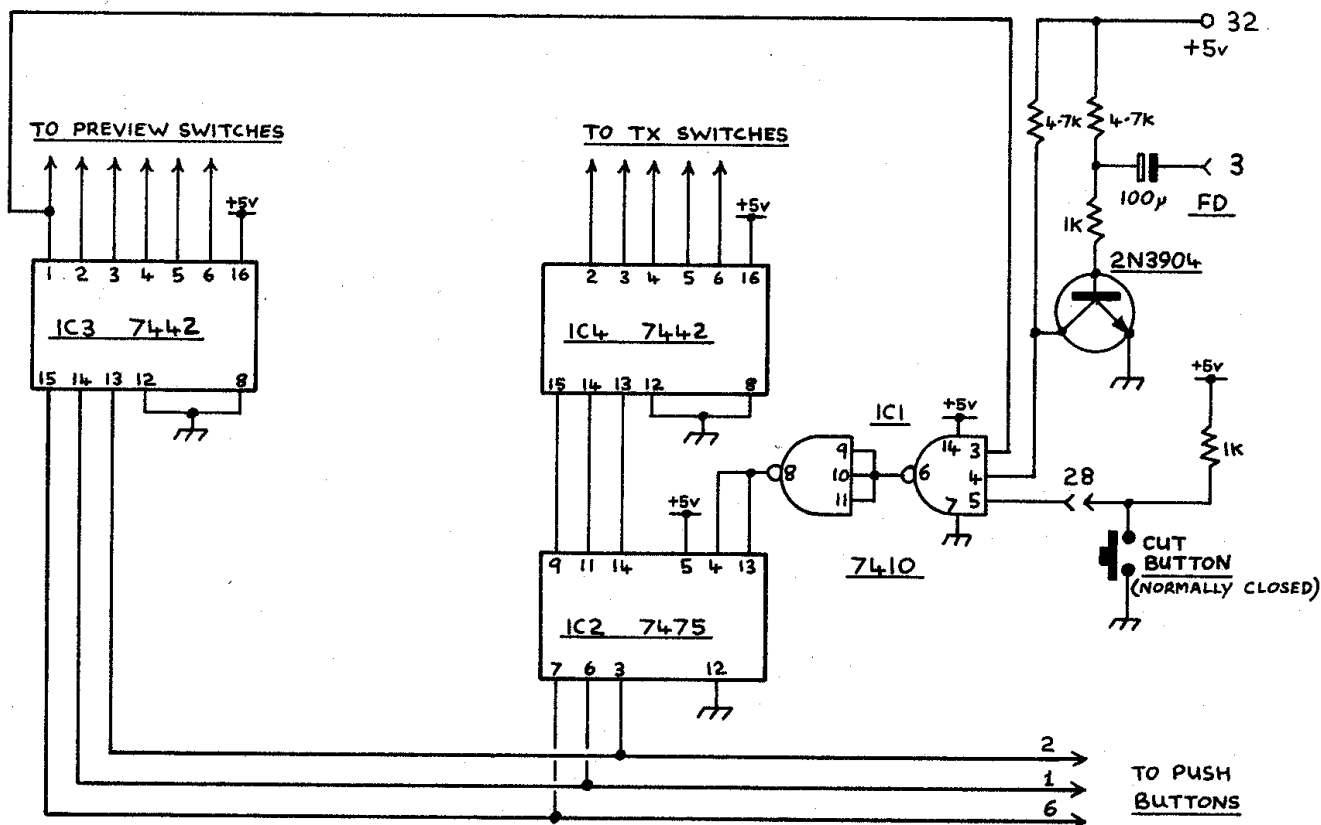 32
+5v
TO PREVIEW SWITCHES
TO TX SWITCHES
4.7K
4.7K
3
100µ
FD
1K
2N3904
+5v
+5v
1 2 3 4 5 6 16
2 3 4 5 6 16
IC3 7442
IC4 7442
15 14 13 12 8
15 14 13 12 8
+5v
1K
IC1
+5v
9
10
11
8
14
3
4
5
6
7
28
+5v
7410
CUT
BUTTON
(NORMALLY CLOSED)
9 11 14 5 4 13
IC2 7475
7 6 3 12
2
1
6
TO PUSH
BUTTONS